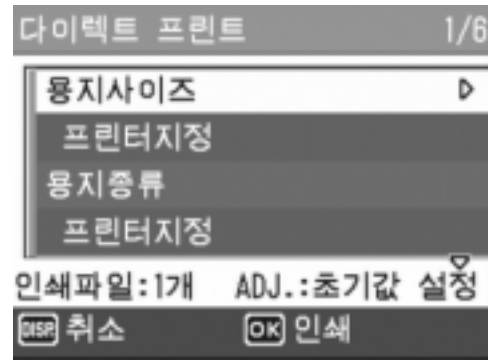 다이렉트 프린트 1/6
용지사이즈
프린터지정
용지종류
프린터지정
인쇄파일:1개 ADJ.:초기값 설정
DISP. 취소 OK 인쇄